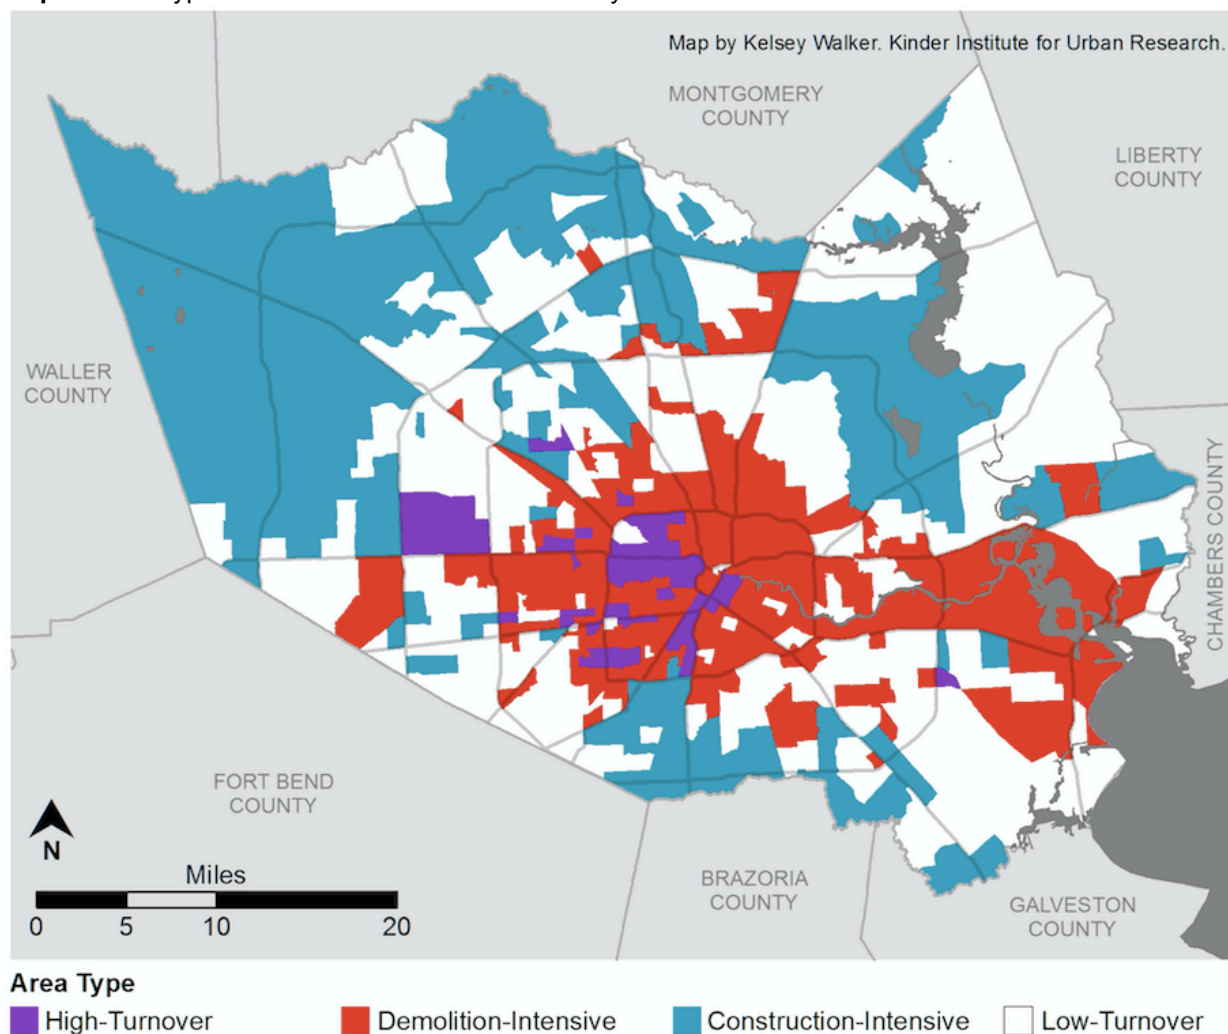 Map by Kelsey Walker. Kinder Institute for Urban Research.
MONTGOMERY
COUNTY
LIBERTY
COUNTY
WALLER
COUNTY
CHAMBERS COUNTY
FORT BEND
COUNTY
N
Miles
0 5 10 20
BRAZORIA
COUNTY
GALVESTON
COUNTY
Area Type
High-Turnover Demolition-Intensive Construction-Intensive Low-Turnover